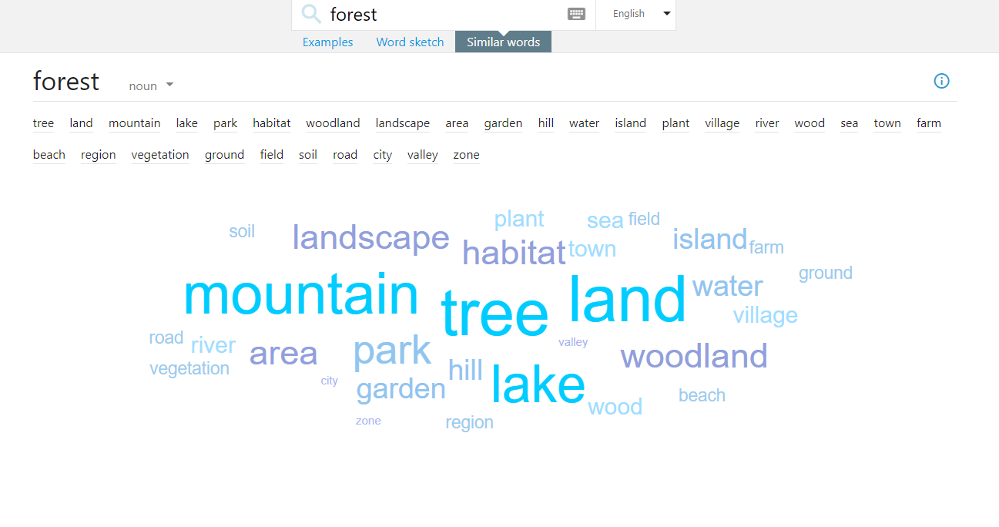 forest English
Examples Word sketch Similar words
forest noun
tree land mountain lake park habitat woodland landscape area garden hill water island plant village river wood sea town farm
beach region vegetation ground field soil road city valley zone
plant sea field
soil landscape habitat town island farm
mountain tree land water ground
village
road river area park valley woodland
vegetation city garden hill lake beach
wood
zone region